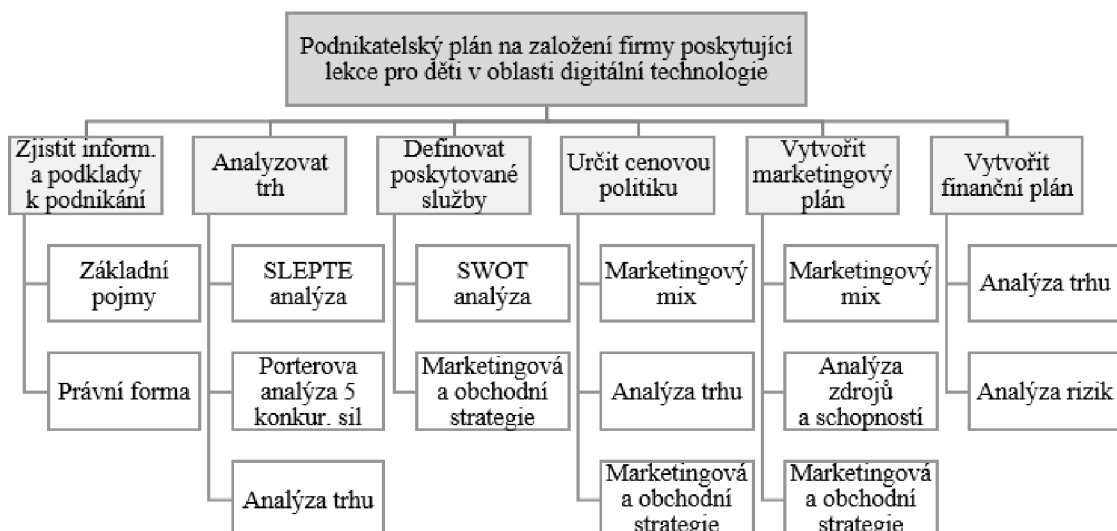 Podnikatelský plán na založení firmy poskytující
lekce pro děti v oblasti digitální technologie
Zjistit inform.
a podklady
k podnikání
Základní
pojmy
Právní forma
Analyzovat
trh
SLEPTE
analýza
Porterova
analýza 5
konkur. sil
Analýza trhu
Definovat
poskytované
služby
SWOT
analýza
Marketingová
a obchodní
strategie
Určit cenovou
politiku
Marketingový
mix
Analýza trhu
Marketingová
a obchodní
strategie
Vytvořit
marketingový
plán
Marketingový
mix
Analýza
zdrojů
a schopností
Marketingová
a obchodní
strategie
Vytvořit
finanční plán
Analýza trhu
Analýza rizik